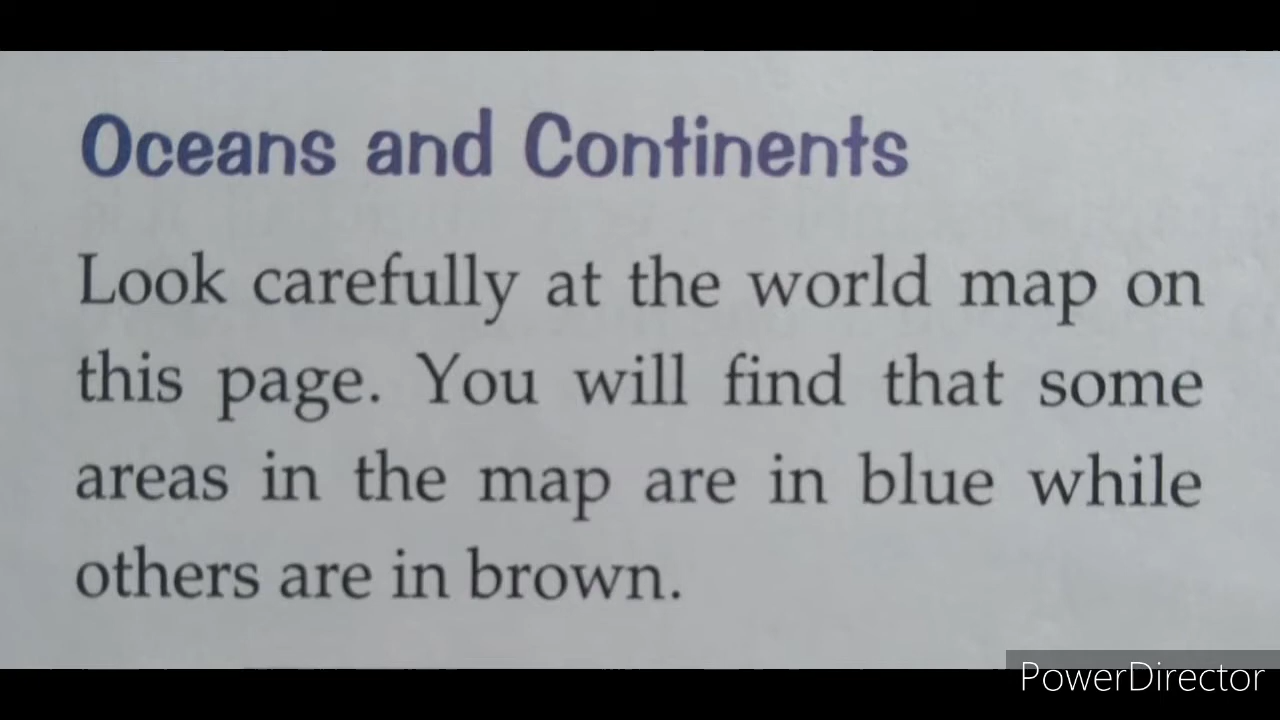 Oceans and Continents
Look carefully at the world map on
this page. You will find that some
areas in the map are in blue while
others are in brown.
PowerDirector